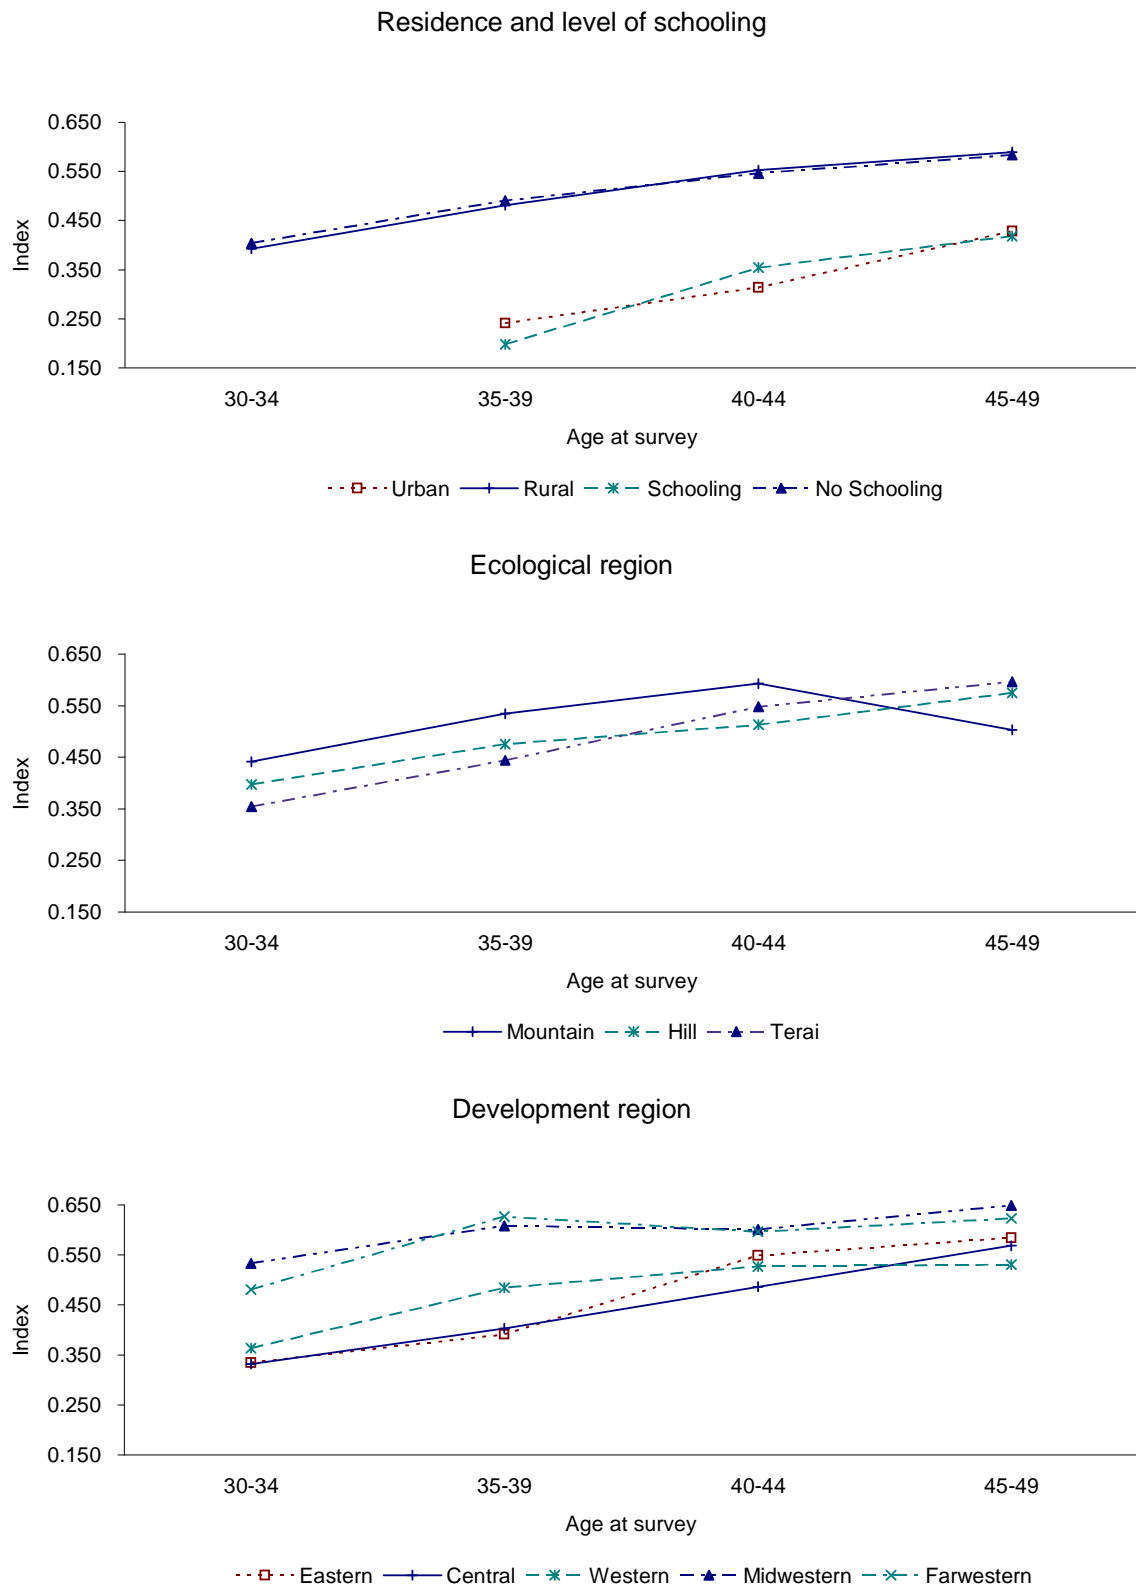 Residence and level of schooling
0.650
0.550
0.450
0.350
0.250
0.150
Index
30-34 35-39 40-44 45-49
Age at survey
Urban Rural Schooling No Schooling
Ecological region
0.650
0.550
0.450
0.350
0.250
0.150
Index
30-34 35-39 40-44 45-49
Age at survey
Mountain Hill Terai
Development region
0.650
0.550
0.450
0.350
0.250
0.150
Index
30-34 35-39 40-44 45-49
Age at survey
Eastern Central Western Midwestern Farwestern